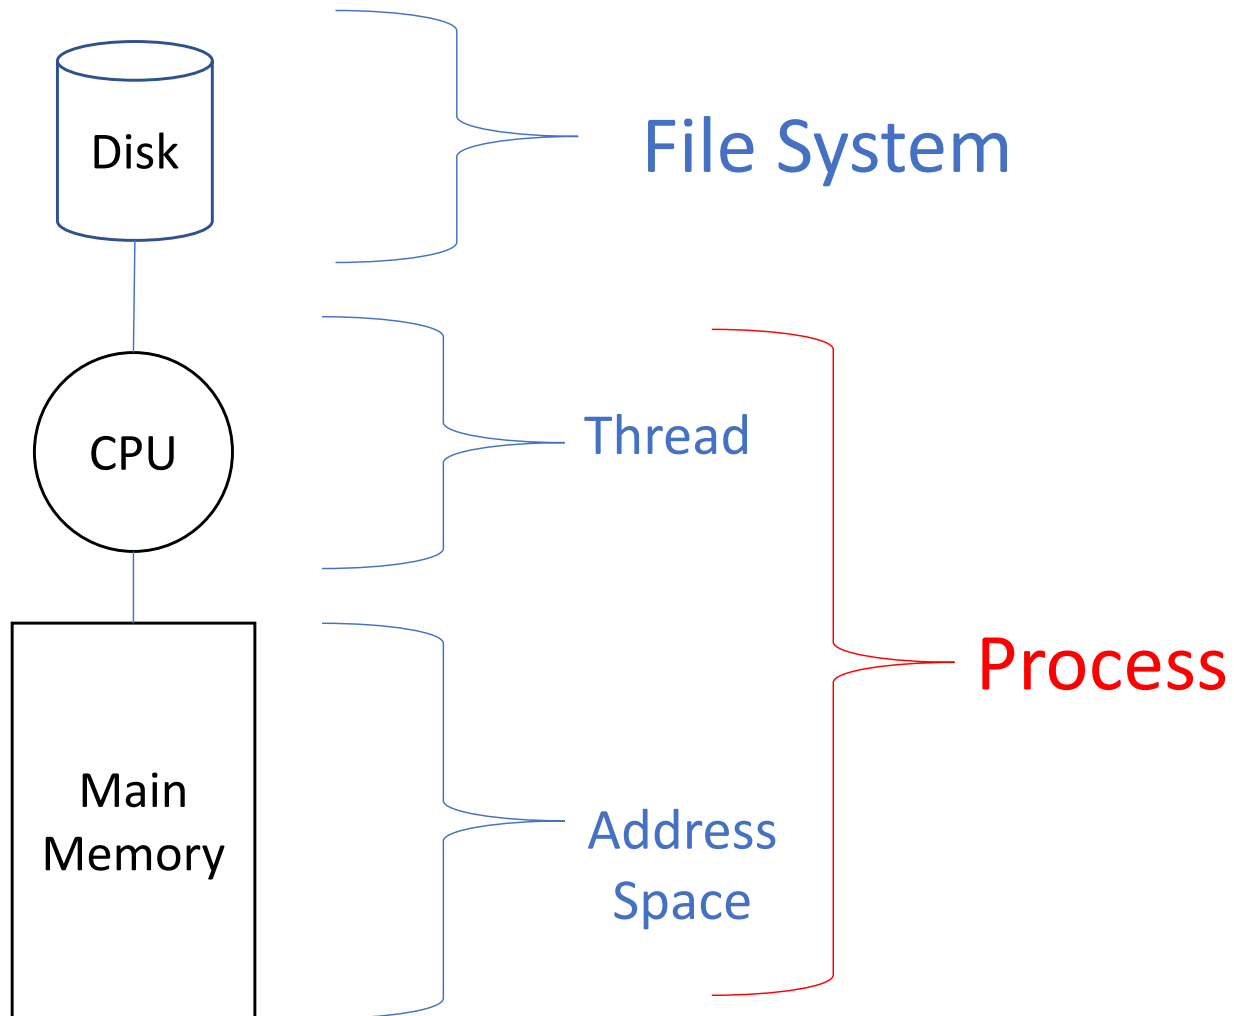 Disk
File System
CPU
Thread
Process
Main
Memory
Address
Space